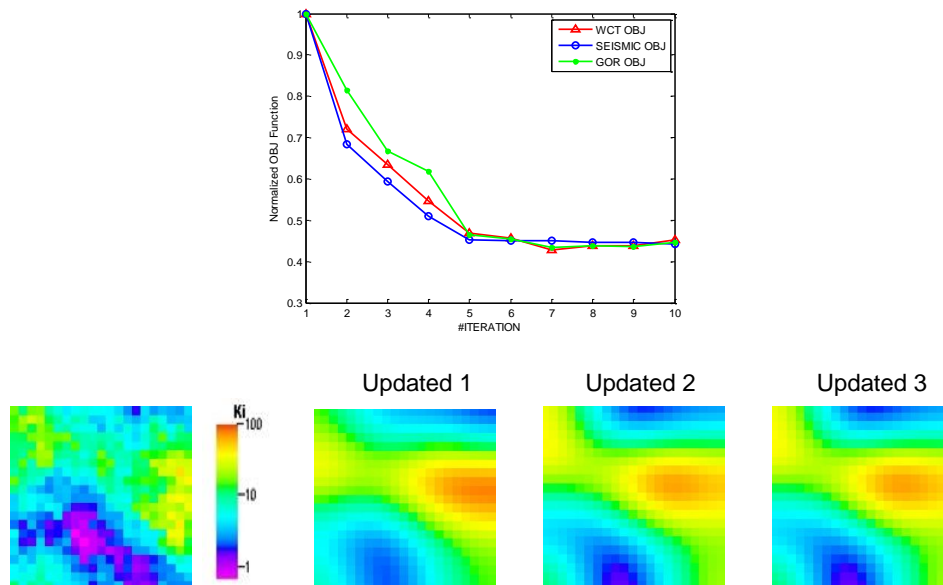 1
0.9
0.8
0.7
0.6
0.5
0.4
0.3
Normalized OBJ Function
WCT OBJ
SEISMIC OBJ
GOR OBJ
1 2 3 4 5 6 7 8 9 10
#ITERATION
Updated 1
Updated 2
Updated 3
Ki
100
10
1